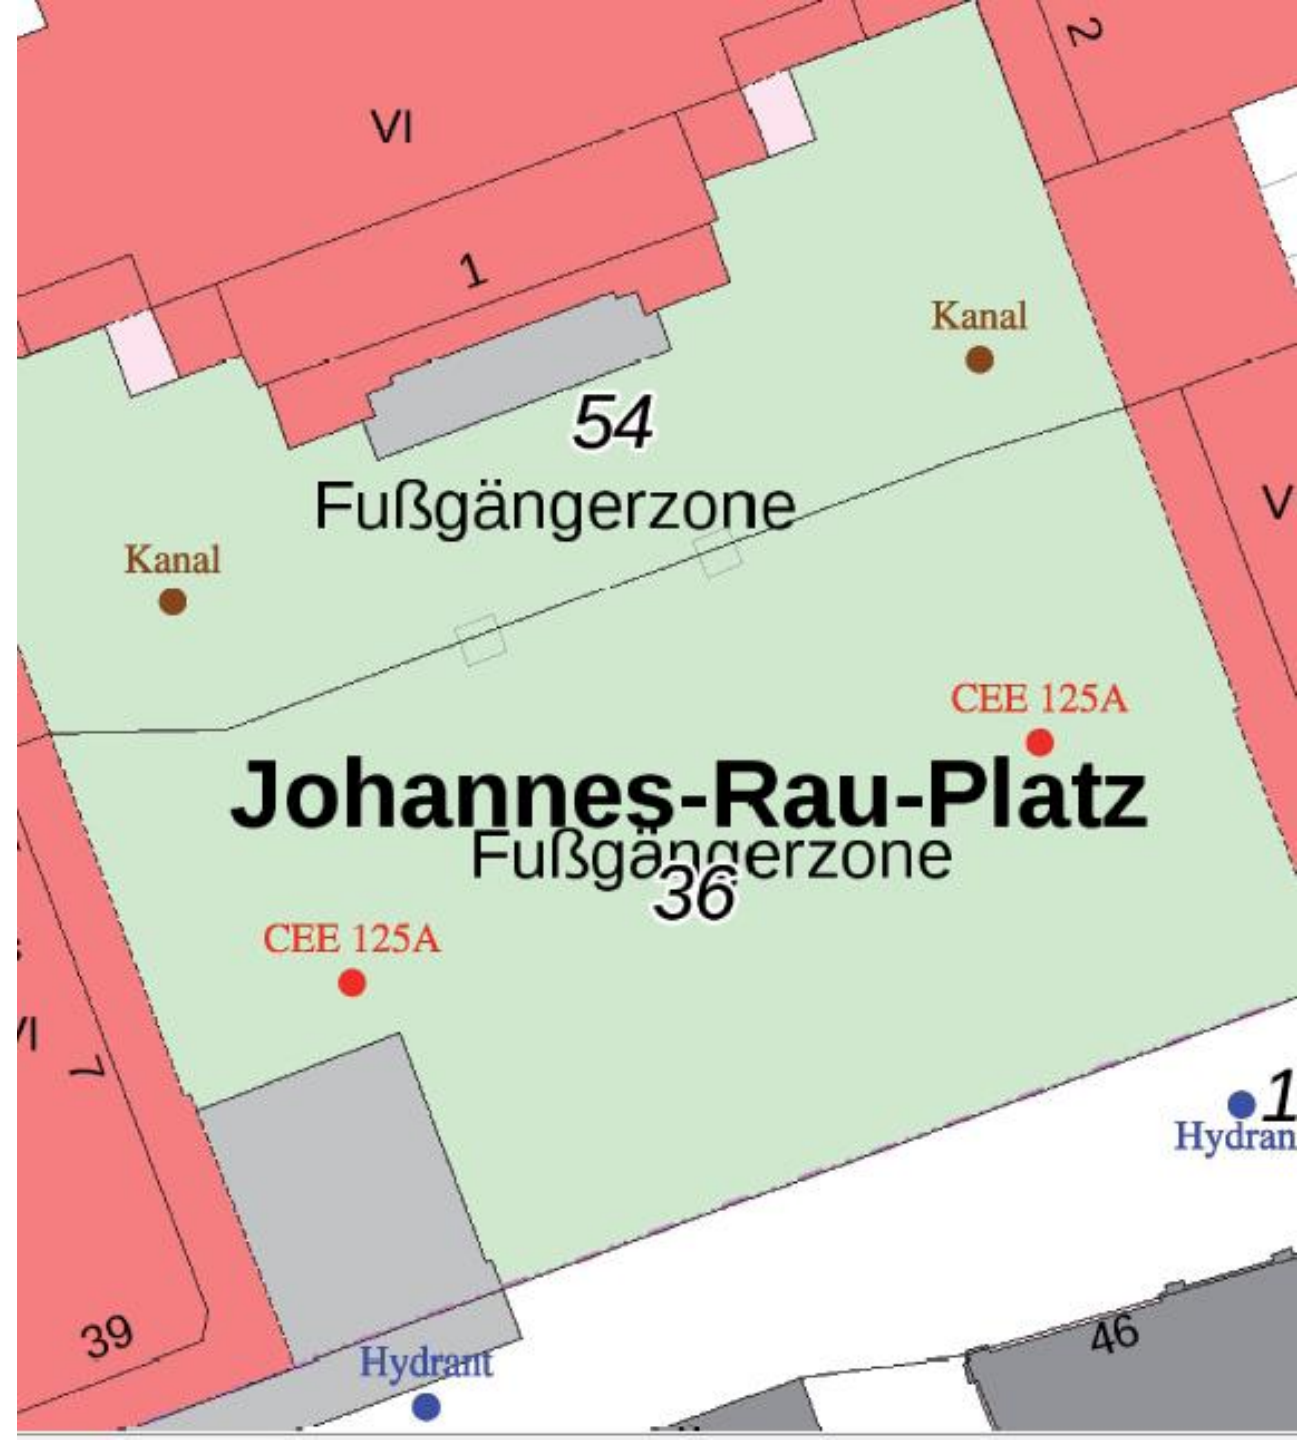 2
VI
1
Kanal
54
Fußgängerzone
V
Kanal
CEE 125A
Johannes-Rau-Platz
Fußgängerzone
36
CEE 125A
VI
7
1
Hydran
39
46
Hydrant